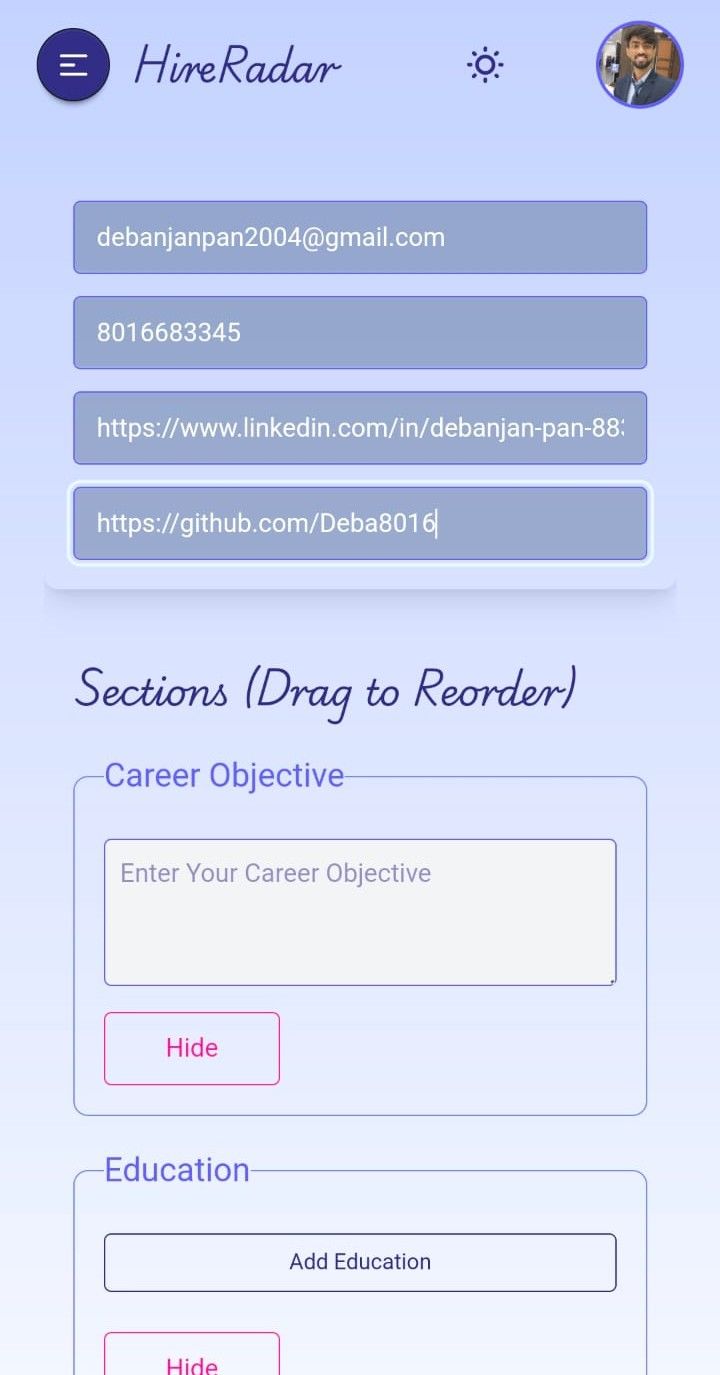 HireRadar
debanjanpan2004@gmail.com
8016683345
https://www.linkedin.com/in/debanjan-pan-88
https://github.com/Deba8016
Sections (Drag to Reorder)
Career Objective
Enter Your Career Objective
Hide
Education
Add Education
Hide